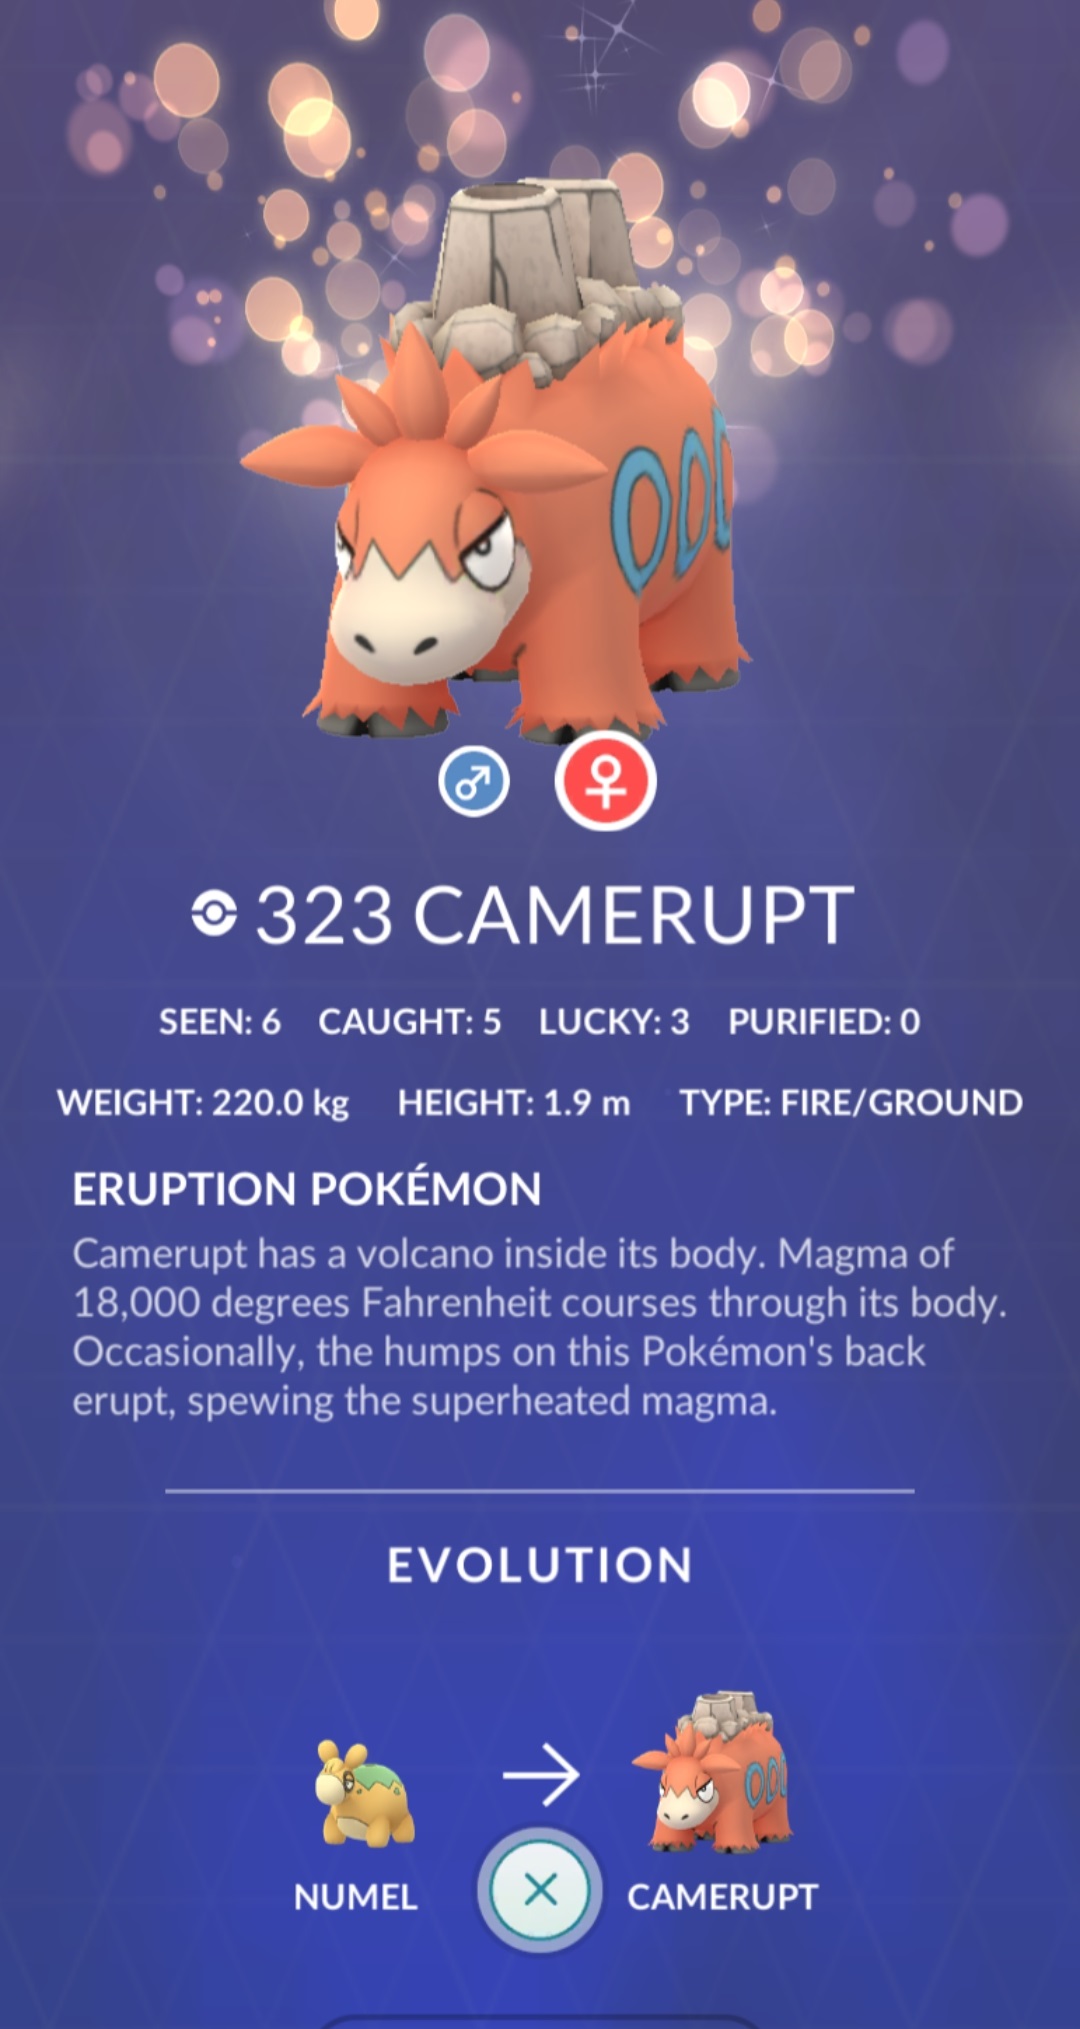 323 CAMERUPT
SEEN: 6 CAUGHT: 5 LUCKY: 3 PURIFIED: 0
WEIGHT: 220.0 kg HEIGHT: 1.9 m TYPE: FIRE/GROUND
ERUPTION POKÉMON
Camerupt has a volcano inside its body. Magma of
18,000 degrees Fahrenheit courses through its body.
Occasionally, the humps on this Pokémon's back
erupt, spewing the superheated magma.
EVOLUTION
NUMEL CAMERUPT